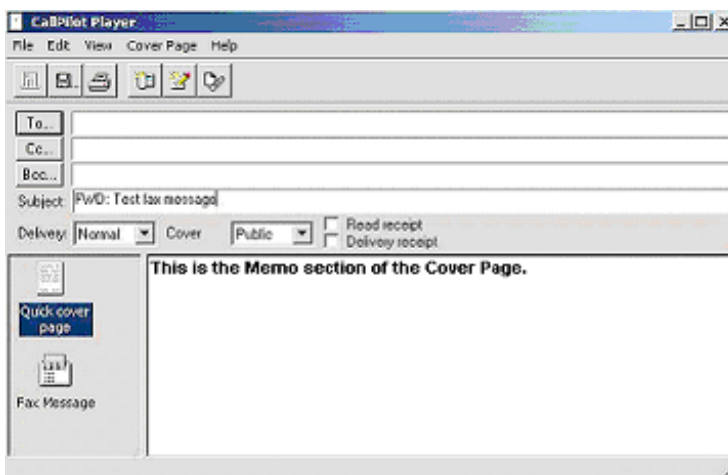 CallPilot Player
File Edit View Cover Page Help
To...
Cc...
Bcc...
Subject: FWD: Test fax message
Delivery: Normal Cover Public Read receipt
Delivery receipt
This is the Memo section of the Cover Page.
Quick cover
page
Fax Message